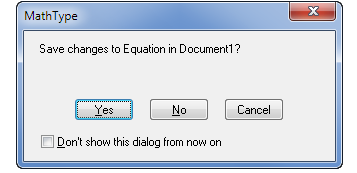 MathType
Save changes to Equation in Document1?
Yes No Cancel
Don't show this dialog from now on